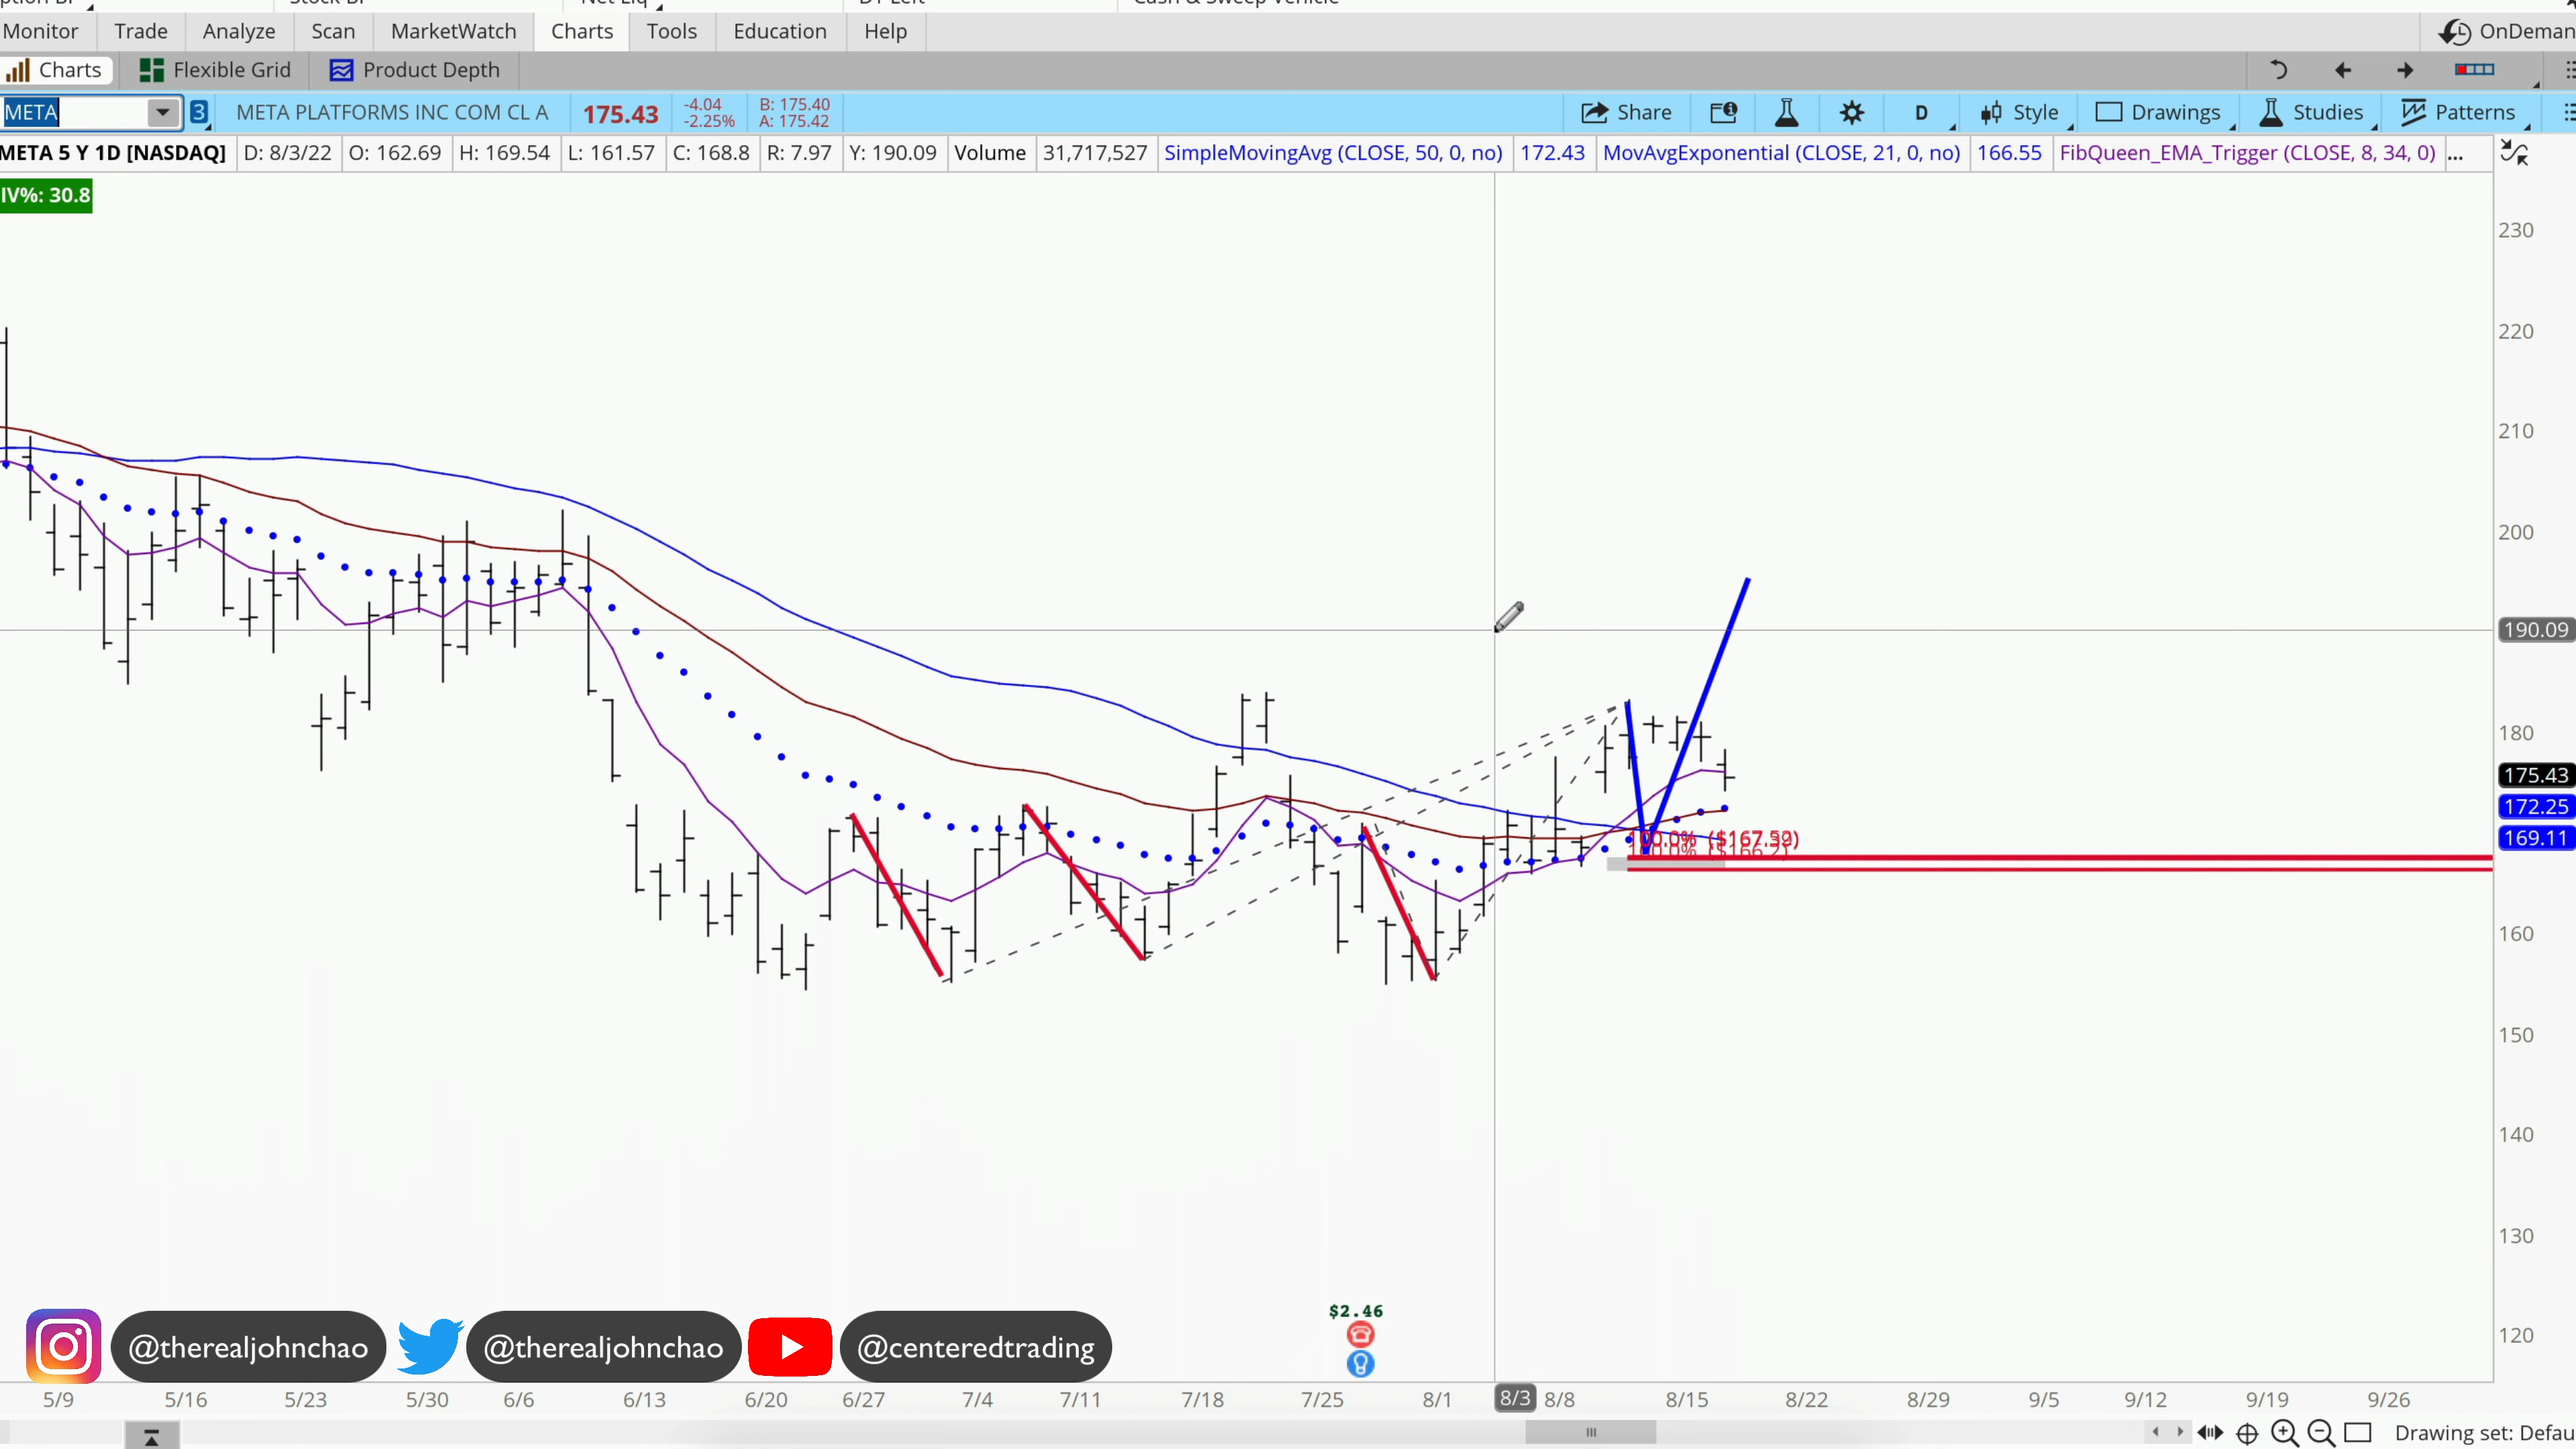 Monitor Trade Analyze Scan MarketWatch Charts Tools Education Help OnDeman
Charts Flexible Grid Product Depth
META 3 META PLATFORMS INC COM CL A 175.43 -4.04 -2.25% B: 175.40 A: 175.42 Share D Style Drawings Studies Patterns
META 5 Y 1D [NASDAQ] D: 8/3/22 O: 162.69 H: 169.54 L: 161.57 C: 168.8 R: 7.97 Y: 190.09 Volume 31,717,527 SimpleMovingAvg (CLOSE, 50, 0, no) 172.43 MovAvgExponential (CLOSE, 21, 0, no) 166.55 FibQueen_EMA_Trigger (CLOSE, 8, 34, 0) ...
IV%: 30.8
230
220
210
200
190.09
180
175.43
172.25
169.11
160
150
140
130
120
$2.46
@therealjohnchao @therealjohnchao @centeredtrading
5/9 5/16 5/23 5/30 6/6 6/13 6/20 6/27 7/4 7/11 7/18 7/25 8/1 8/3 8/8 8/15 8/22 8/29 9/5 9/12 9/19 9/26
Drawing set: Defau